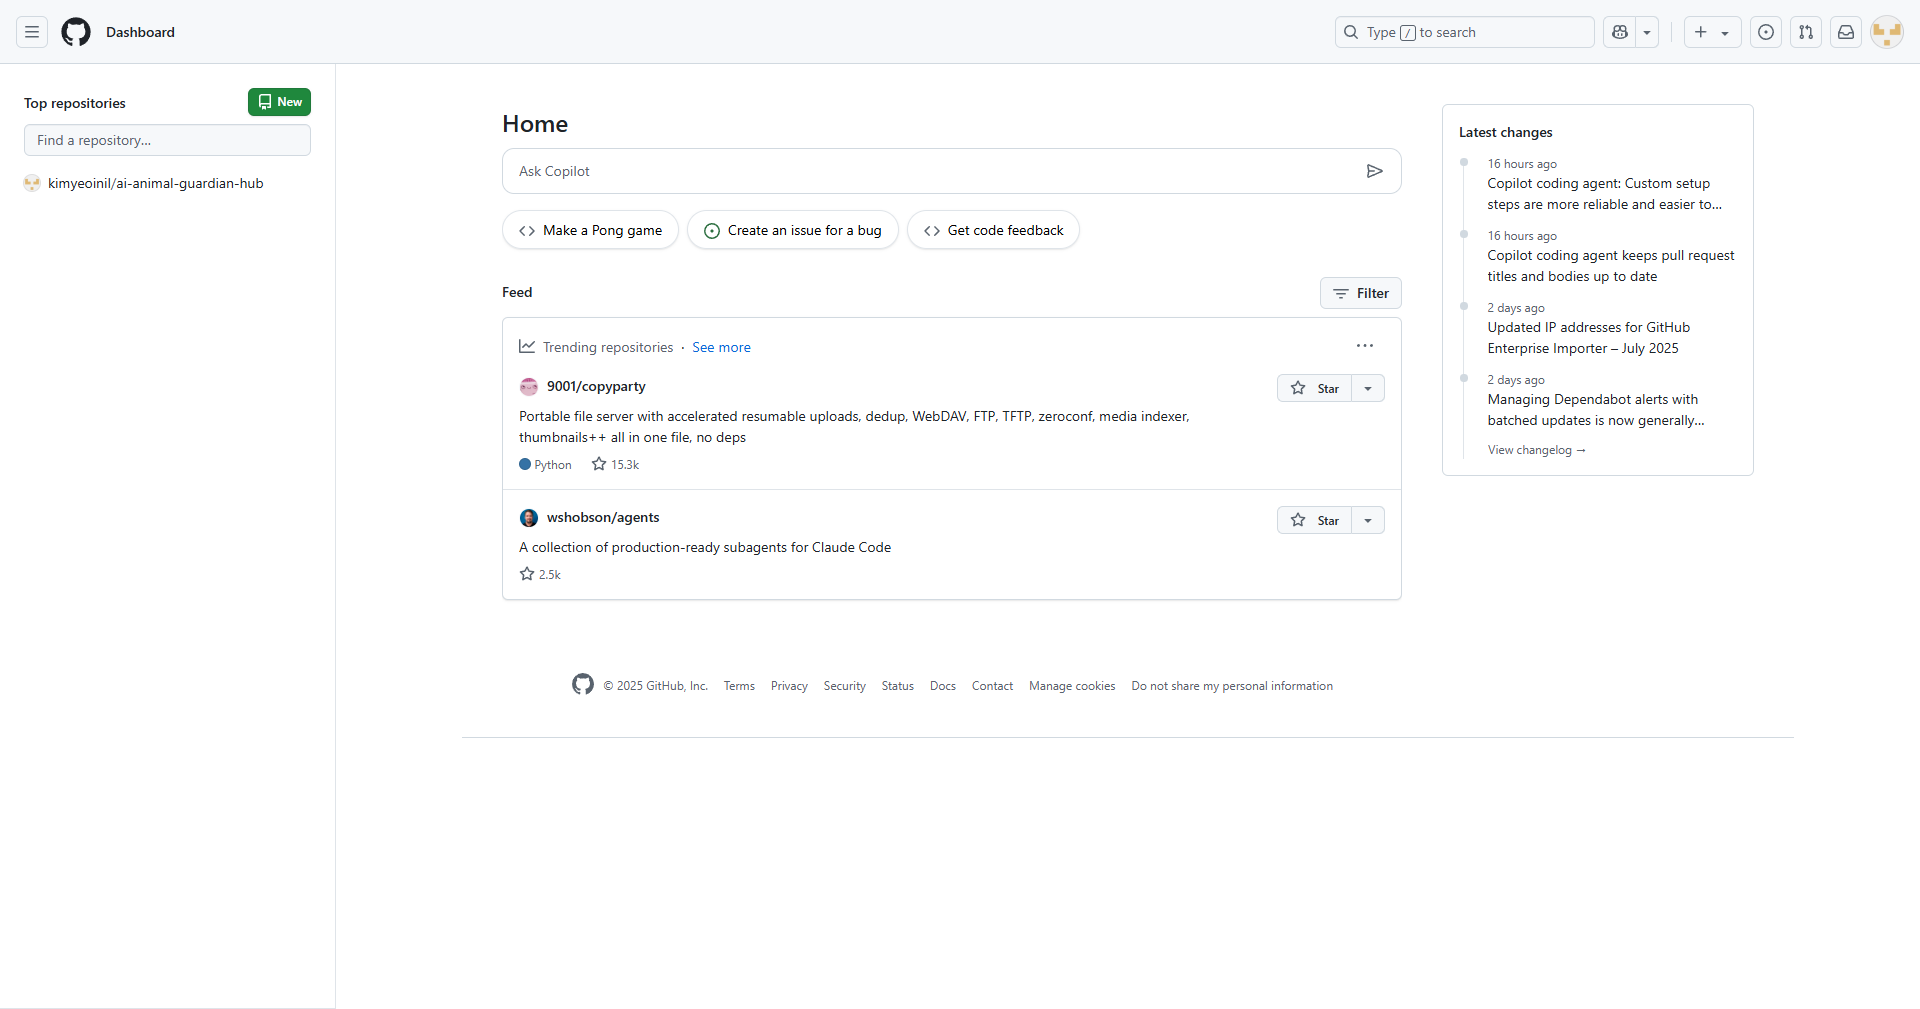 Dashboard
Type / to search
Top repositories
New
Find a repository...
kimyeoinil/ai-animal-guardian-hub
Home
Ask Copilot
Make a Pong game
Create an issue for a bug
Get code feedback
Feed
Filter
Trending repositories · See more
9001/copyparty
Star
Portable file server with accelerated resumable uploads, dedup, WebDAV, FTP, TFTP, zeroconf, media indexer,
thumbnails++ all in one file, no deps
Python 15.3k
wshobson/agents
Star
A collection of production-ready subagents for Claude Code
2.5k
Latest changes
16 hours ago
Copilot coding agent: Custom setup
steps are more reliable and easier to...
16 hours ago
Copilot coding agent keeps pull request
titles and bodies up to date
2 days ago
Updated IP addresses for GitHub
Enterprise Importer – July 2025
2 days ago
Managing Dependabot alerts with
batched updates is now generally...
View changelog →
© 2025 GitHub, Inc. Terms Privacy Security Status Docs Contact Manage cookies Do not share my personal information